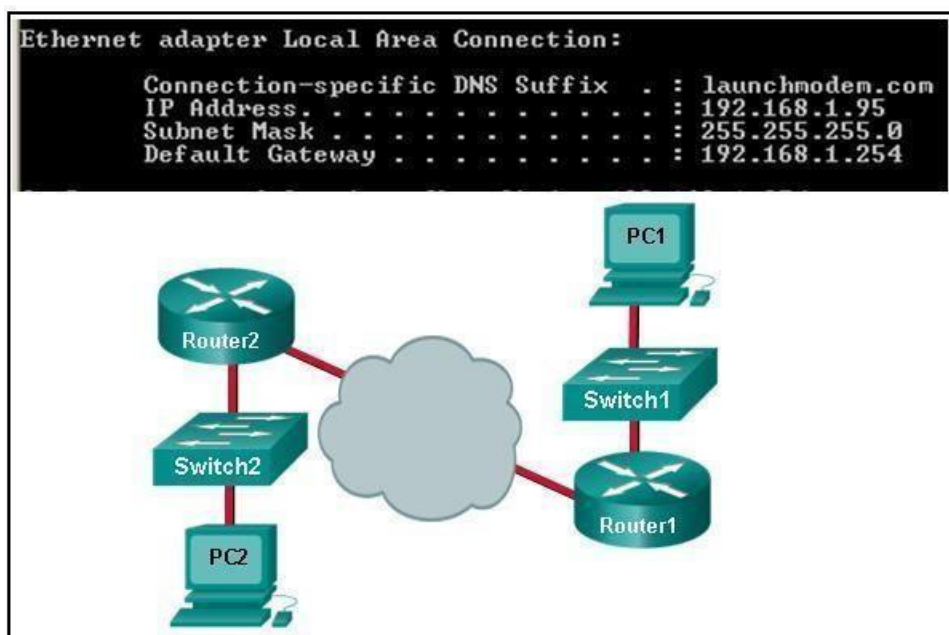 Ethernet adapter Local Area Connection:
Connection-specific DNS Suffix . : launchmodem.com
IP Address. . . . . . . . . . . . : 192.168.1.95
Subnet Mask . . . . . . . . . . . : 255.255.255.0
Default Gateway . . . . . . . . . : 192.168.1.254
PC1
Router2
Switch1
Switch2
Router1
PC2